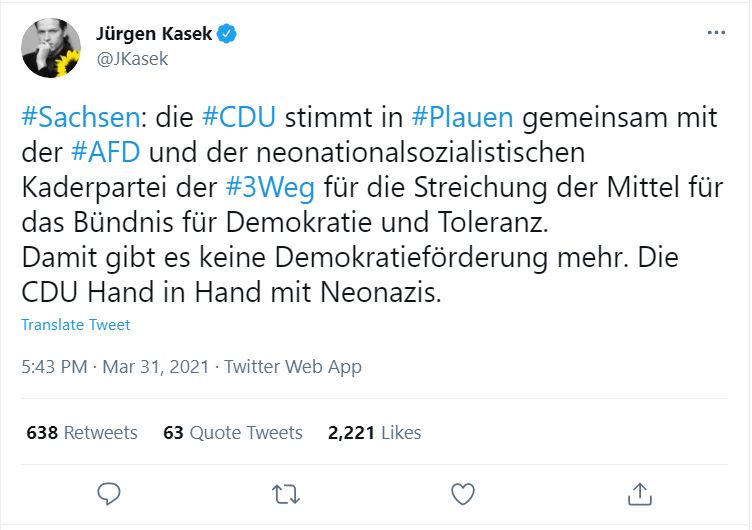 Jürgen Kasek
@JKasek
#Sachsen: die #CDU stimmt in #Plauen gemeinsam mit
der #AFD und der neonationalsozialistischen
Kaderpartei der #3Weg für die Streichung der Mittel für
das Bündnis für Demokratie und Toleranz.
Damit gibt es keine Demokratieförderung mehr. Die
CDU Hand in Hand mit Neonazis.
Translate Tweet
5:43 PM · Mar 31, 2021 · Twitter Web App
638 Retweets 63 Quote Tweets 2,221 Likes